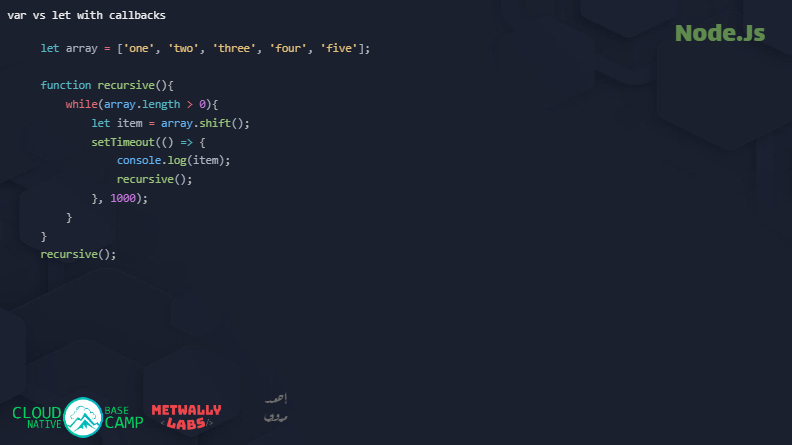 var vs let with callbacks
Node.Js
let array = ['one', 'two', 'three', 'four', 'five'];
function recursive(){
while(array.length > 0){
let item = array.shift();
setTimeout(() => {
console.log(item);
recursive();
}, 1000);
}
}
recursive();
CLOUD NATIVE
BASE CAMP
METWALLY
<LABS/>
أحمد